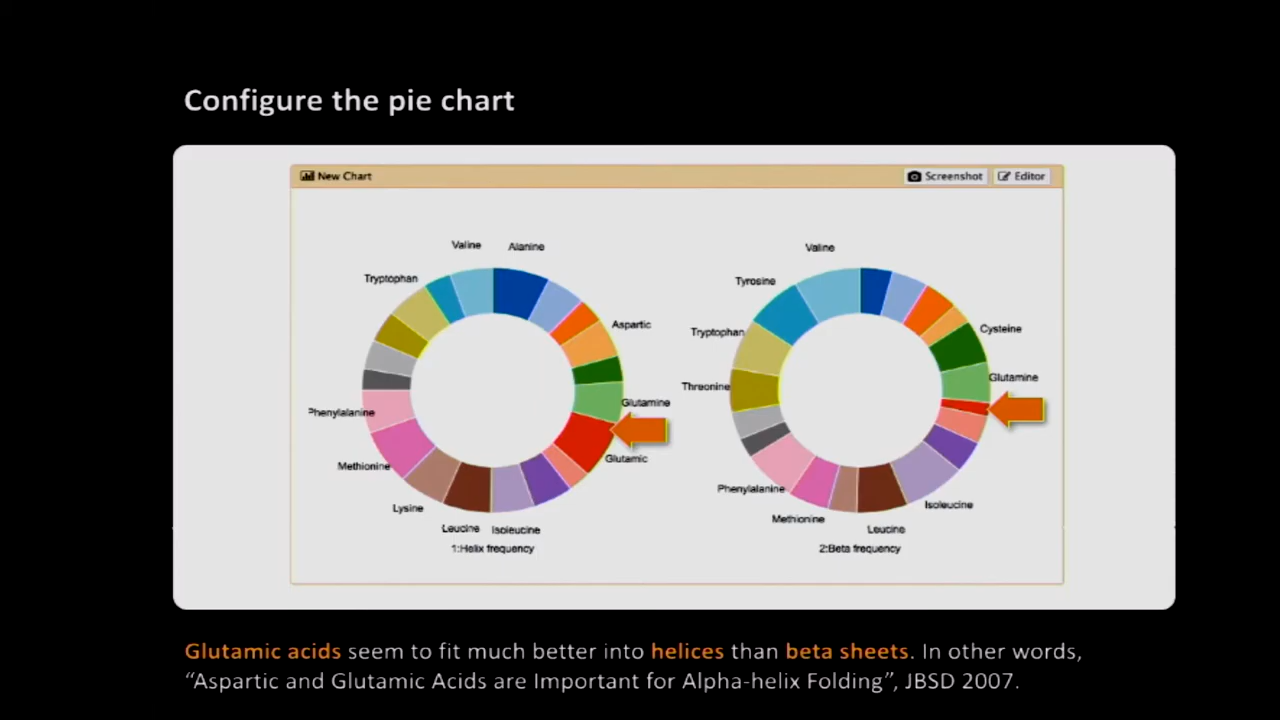 Configure the pie chart
New Chart
Screenshot
Editor
Valine
Alanine
Tryptophan
Aspartic
Glutamine
Phenylalanine
Glutamic
Methionine
Lysine
Leucine
Isoleucine
1:Helix frequency
Valine
Tyrosine
Cysteine
Tryptophan
Glutamine
Threonine
Phenylalanine
Isoleucine
Methionine
Leucine
2:Beta frequency
Glutamic acids seem to fit much better into helices than beta sheets. In other words,
“Aspartic and Glutamic Acids are Important for Alpha-helix Folding”, JBSD 2007.